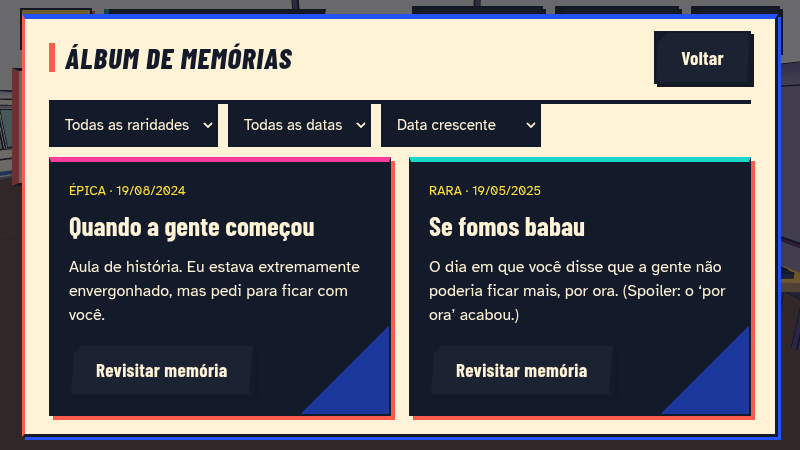 ÁLBUM DE MEMÓRIAS
Voltar
Todas as raridades
Todas as datas
Data crescente
ÉPICA · 19/08/2024
Quando a gente começou
Aula de história. Eu estava extremamente
envergonhado, mas pedi para ficar com
você.
Revisitar memória
RARA · 19/05/2025
Se fomos babau
O dia em que você disse que a gente não
poderia ficar mais, por ora. (Spoiler: o ‘por
ora’ acabou.)
Revisitar memória